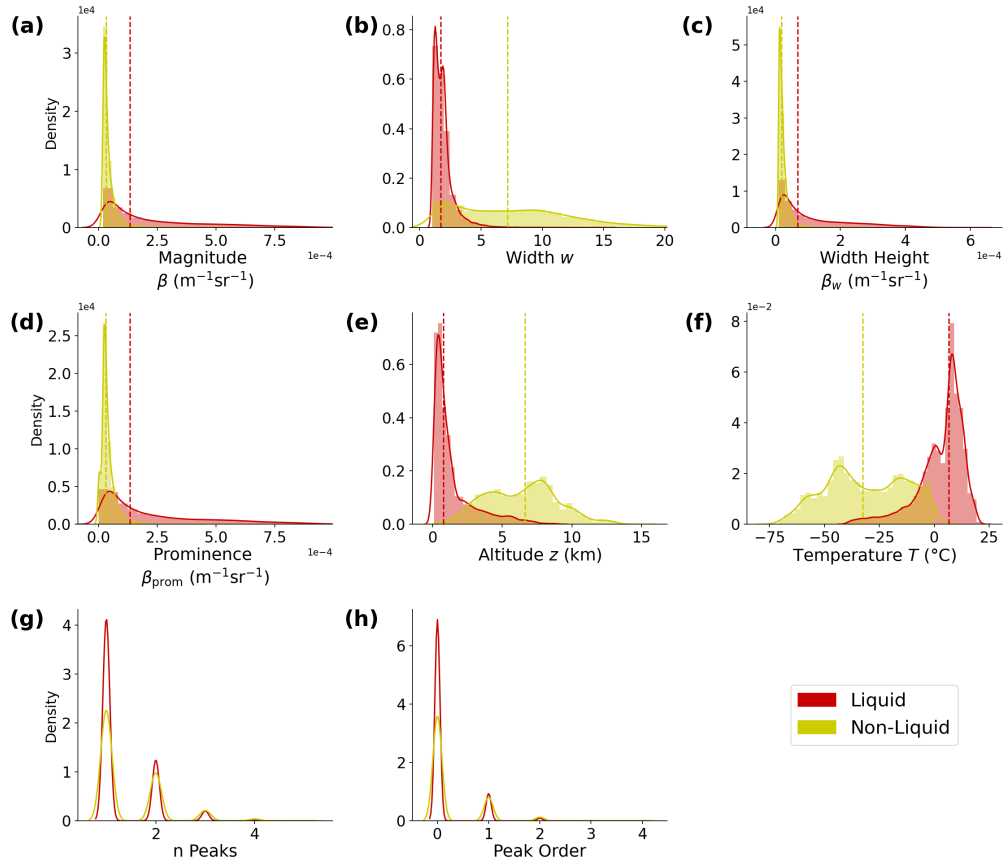 (a)
1e4
Density
3
2
1
0
0.0
2.5
5.0
7.5
1e−4
Magnitude
β (m⁻¹sr⁻¹)
(b)
0.8
0.6
0.4
0.2
0.0
0
5
10
15
20
Width w
(c)
1e4
5
4
3
2
1
0
0
2
4
6
1e−4
Width Height
βw (m⁻¹sr⁻¹)
(d)
1e4
Density
2.5
2.0
1.5
1.0
0.5
0.0
0.0
2.5
5.0
7.5
1e−4
Prominence
βprom (m⁻¹sr⁻¹)
(e)
0.6
0.4
0.2
0.0
0
5
10
15
Altitude z (km)
(f)
1e−2
8
6
4
2
0
−75
−50
−25
0
25
Temperature T (°C)
(g)
Density
4
3
2
1
0
2
4
n Peaks
(h)
6
4
2
0
0
1
2
3
4
Peak Order
Liquid
Non-Liquid